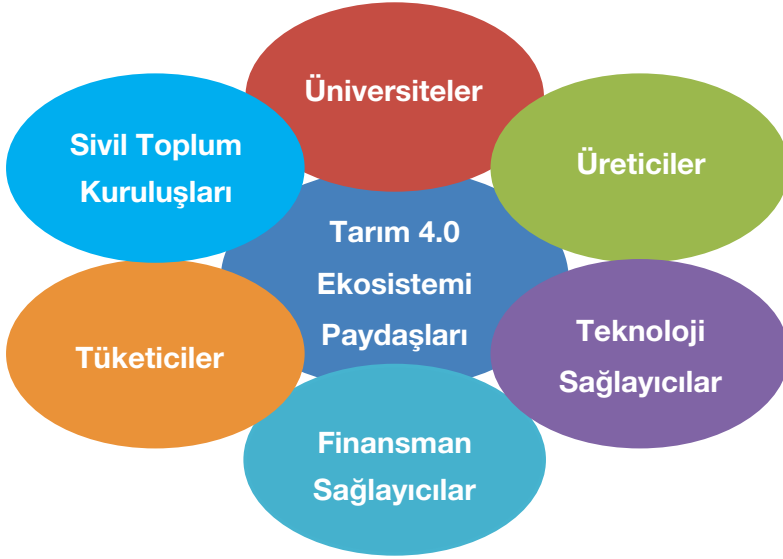 Üniversiteler
Üreticiler
Teknoloji
Sağlayıcılar
Finansman
Sağlayıcılar
Tüketiciler
Sivil Toplum
Kuruluşları
Tarım 4.0
Ekosistemi
Paydaşları